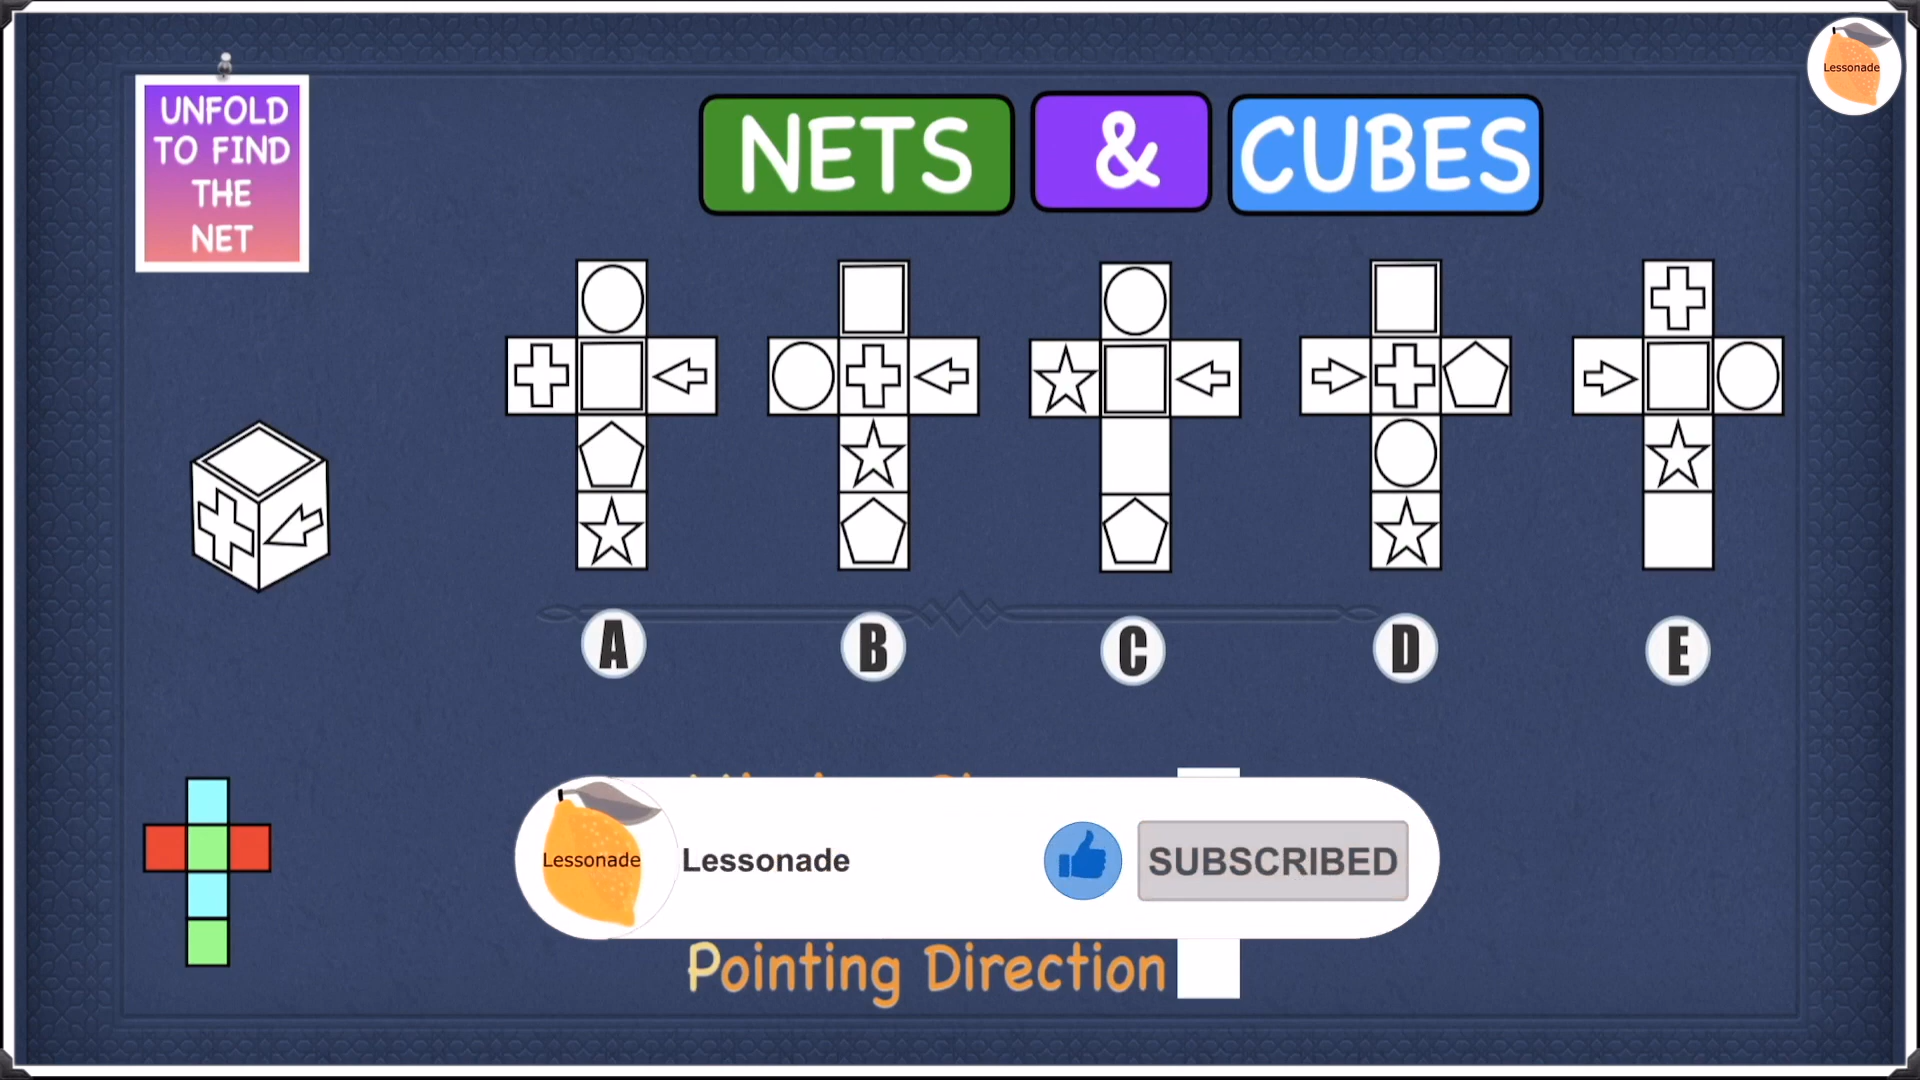 UNFOLD
TO FIND
THE
NET
NETS & CUBES
Lessonade
A B C D E
Lessonade
Lessonade
SUBSCRIBED
Pointing Direction